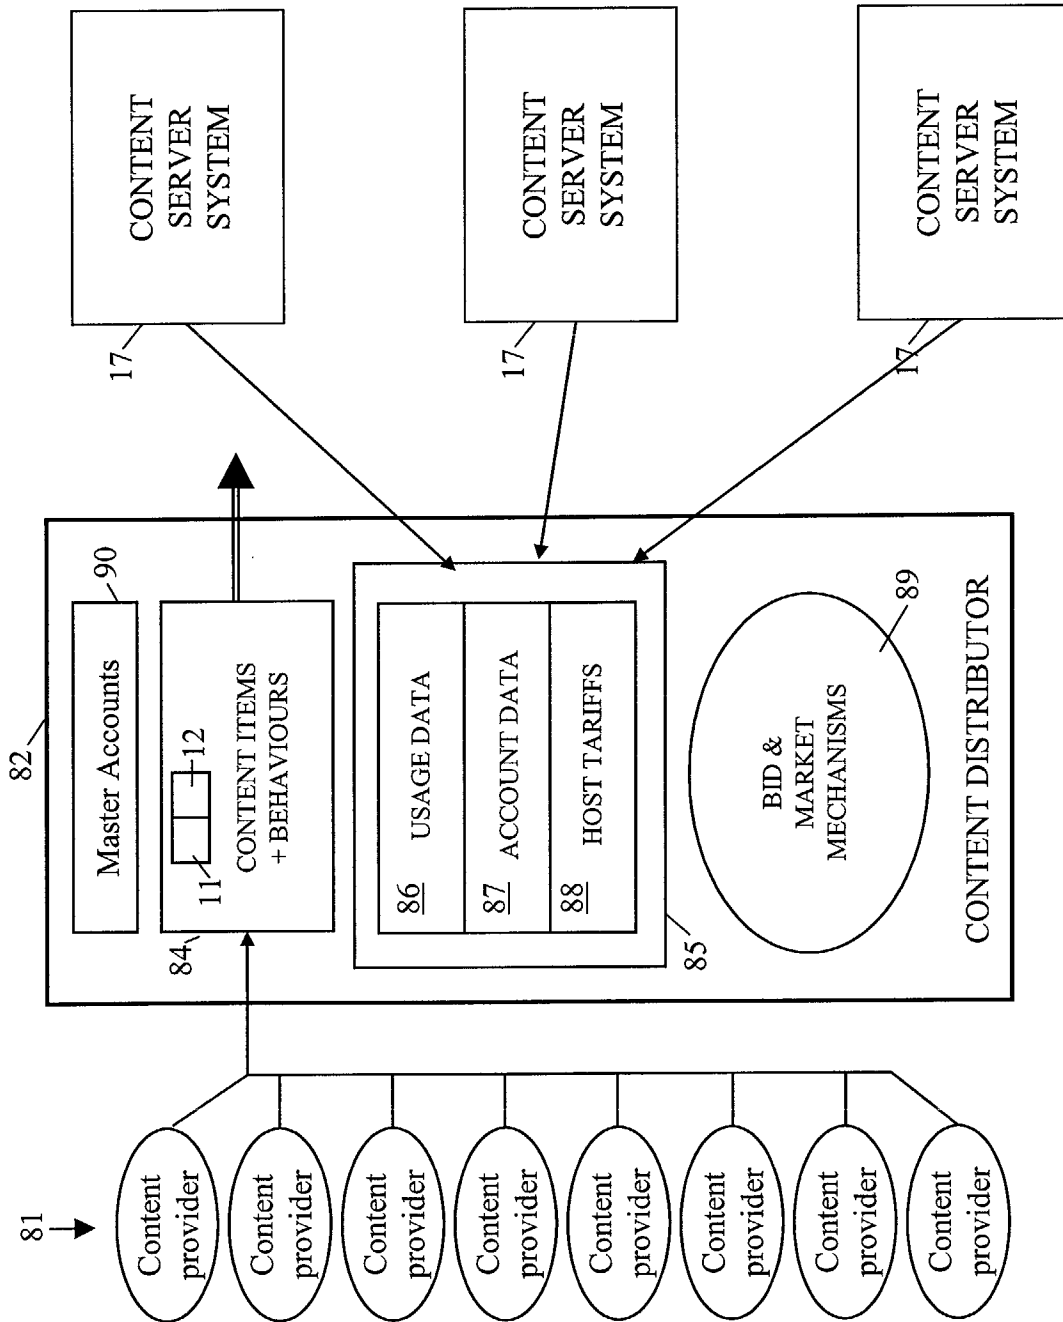 81
Content
provider
Content
provider
Content
provider
Content
provider
Content
provider
Content
provider
Content
provider
Content
provider
82
Master Accounts
90
84
11
12
CONTENT ITEMS
+ BEHAVIOURS
86 USAGE DATA
87 ACCOUNT DATA
88 HOST TARIFFS
85
BID &
MARKET
MECHANISMS
89
CONTENT DISTRIBUTOR
17
CONTENT
SERVER
SYSTEM
17
CONTENT
SERVER
SYSTEM
17
CONTENT
SERVER
SYSTEM